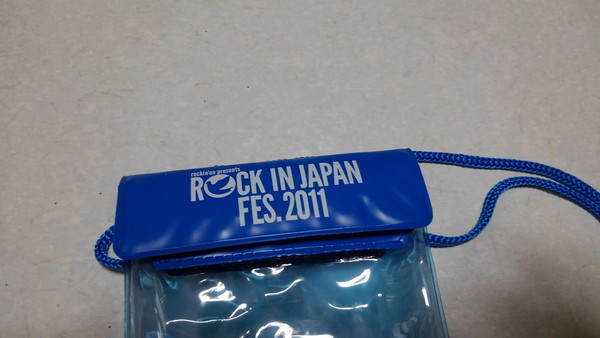 rockin'on presents
ROCK IN JAPAN
FES. 2011